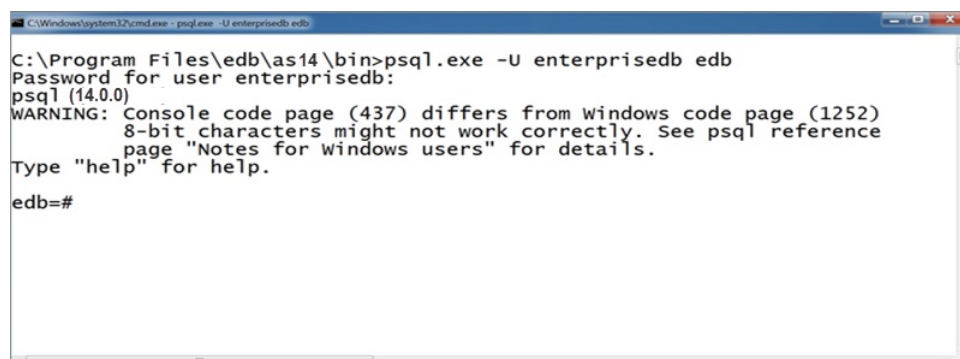 C:\Windows\system32\cmd.exe - psql.exe -U enterprisedb edb
C:\Program Files\edb\as14\bin>psql.exe -U enterprisedb edb
Password for user enterprisedb:
psql (14.0.0)
WARNING: Console code page (437) differs from Windows code page (1252)
8-bit characters might not work correctly. See psql reference
page "Notes for Windows users" for details.
Type "help" for help.
edb=#